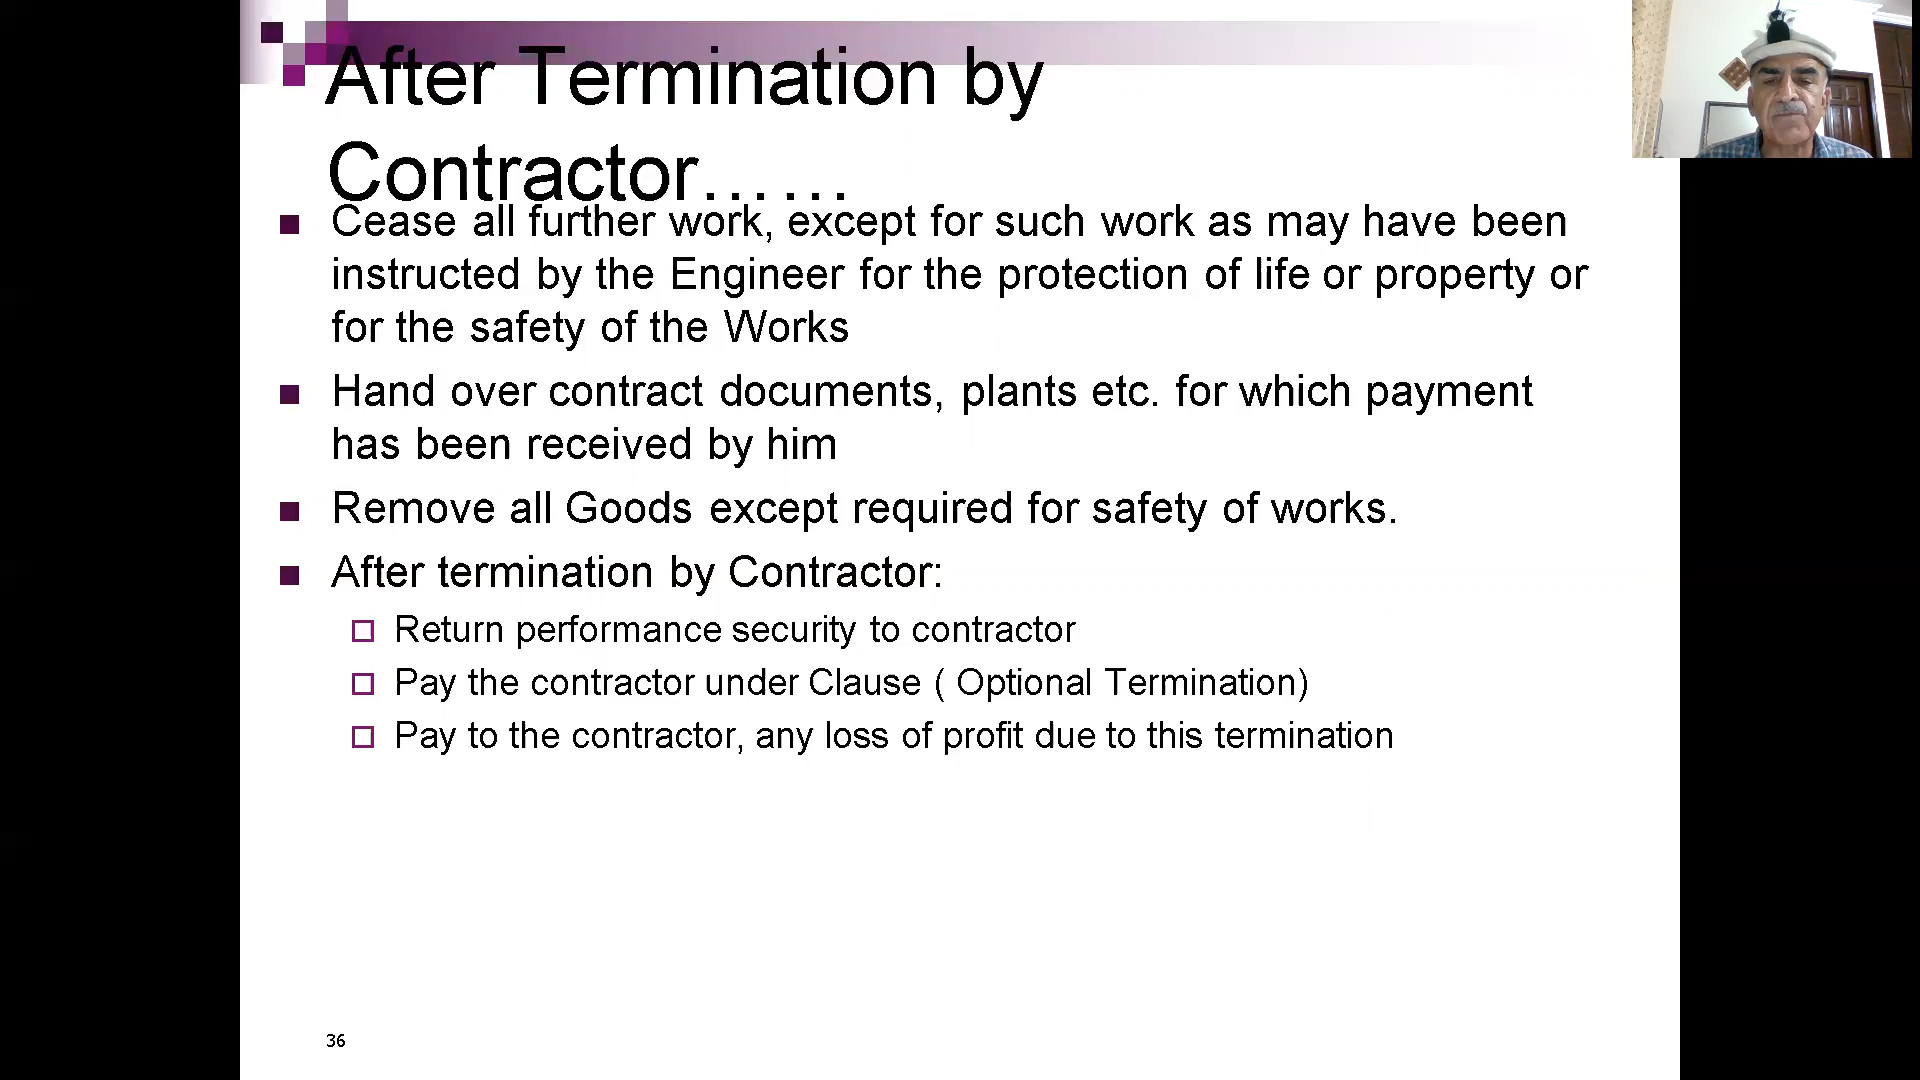 After Termination by
Contractor……
Cease all further work, except for such work as may have been
instructed by the Engineer for the protection of life or property or
for the safety of the Works
Hand over contract documents, plants etc. for which payment
has been received by him
Remove all Goods except required for safety of works.
After termination by Contractor:
Return performance security to contractor
Pay the contractor under Clause ( Optional Termination)
Pay to the contractor, any loss of profit due to this termination
36